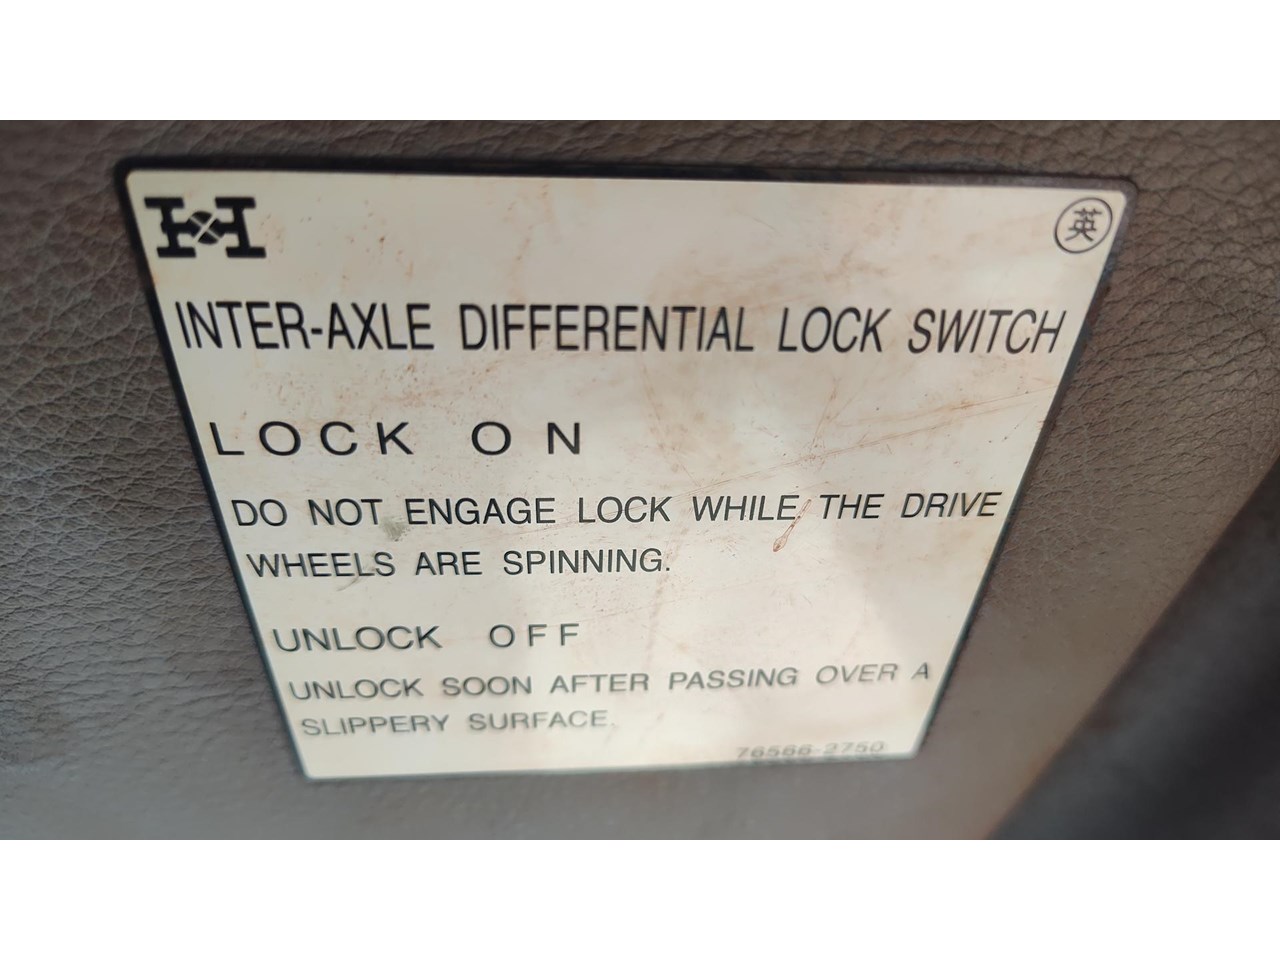 英
INTER-AXLE DIFFERENTIAL LOCK SWITCH
LOCK ON
DO NOT ENGAGE LOCK WHILE THE DRIVE
WHEELS ARE SPINNING.
UNLOCK OFF
UNLOCK SOON AFTER PASSING OVER A
SLIPPERY SURFACE.
76566-2750